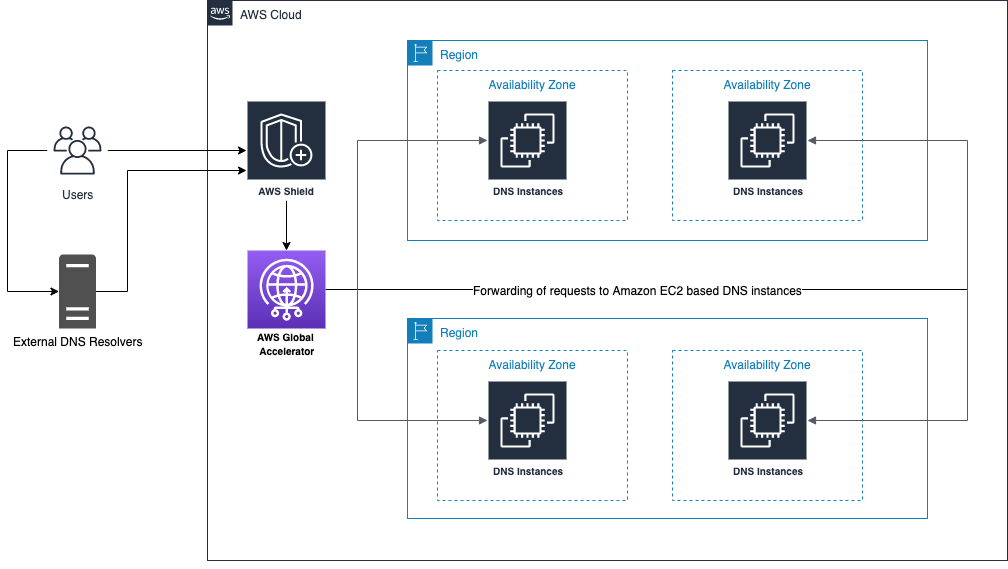 aws
AWS Cloud
Region
Availability Zone
Availability Zone
DNS Instances
DNS Instances
Users
AWS Shield
External DNS Resolvers
AWS Global
Accelerator
Forwarding of requests to Amazon EC2 based DNS instances
Region
Availability Zone
Availability Zone
DNS Instances
DNS Instances